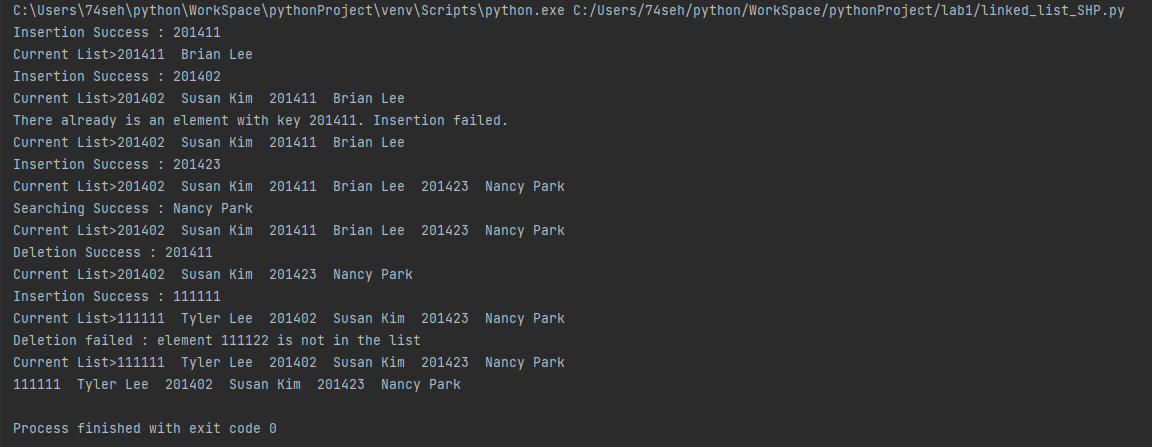 C:\Users\74seh\python\WorkSpace\pythonProject\venv\Scripts\python.exe C:/Users/74seh/python/WorkSpace/pythonProject/lab1/linked_list_SHP.py
Insertion Success : 201411
Current List>201411  Brian Lee
Insertion Success : 201402
Current List>201402  Susan Kim  201411  Brian Lee
There already is an element with key 201411. Insertion failed.
Current List>201402  Susan Kim  201411  Brian Lee
Insertion Success : 201423
Current List>201402  Susan Kim  201411  Brian Lee  201423  Nancy Park
Searching Success : Nancy Park
Current List>201402  Susan Kim  201411  Brian Lee  201423  Nancy Park
Deletion Success : 201411
Current List>201402  Susan Kim  201423  Nancy Park
Insertion Success : 111111
Current List>111111  Tyler Lee  201402  Susan Kim  201423  Nancy Park
Deletion failed : element 111122 is not in the list
Current List>111111  Tyler Lee  201402  Susan Kim  201423  Nancy Park
111111  Tyler Lee  201402  Susan Kim  201423  Nancy Park
Process finished with exit code 0